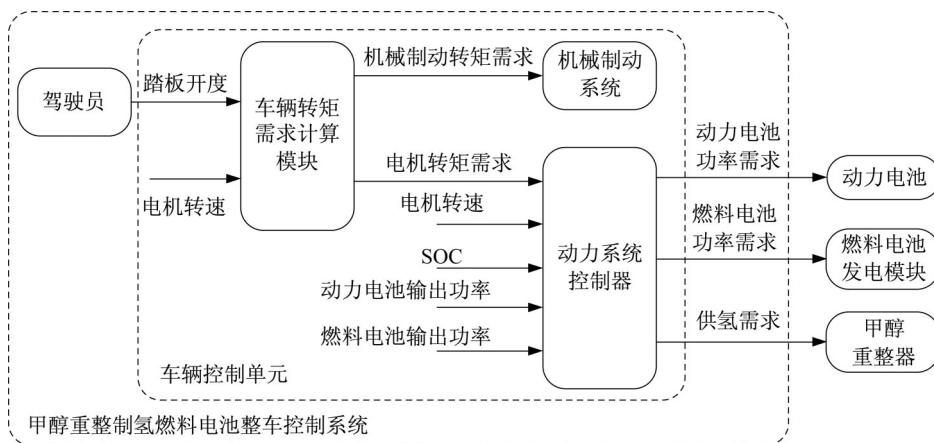 驾驶员
踏板开度
电机转速
车辆转矩
需求计算
模块
机械制动转矩需求
机械制动
系统
电机转矩需求
电机转速
SOC
动力电池输出功率
燃料电池输出功率
动力系统
控制器
动力电池
功率需求
动力电池
燃料电池
功率需求
燃料电池
发电模块
供氢需求
甲醇
重整器
车辆控制单元
甲醇重整制氢燃料电池整车控制系统